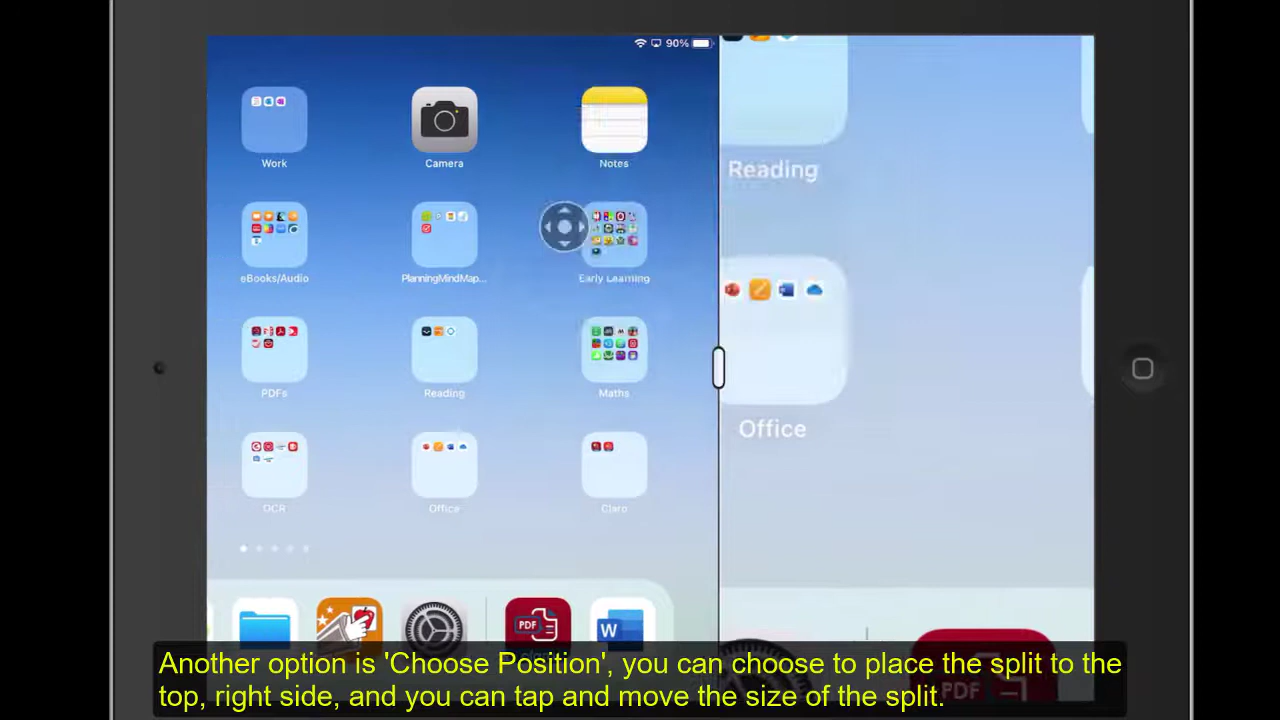 90%
Work
Camera
Notes
eBooks/Audio
PlanningMindMap...
Early Learning
PDFs
Reading
Maths
OCR
Office
Claro
PDF
W
Reading
Office
PDF
Another option is 'Choose Position', you can choose to place the split to the
top, right side, and you can tap and move the size of the split.